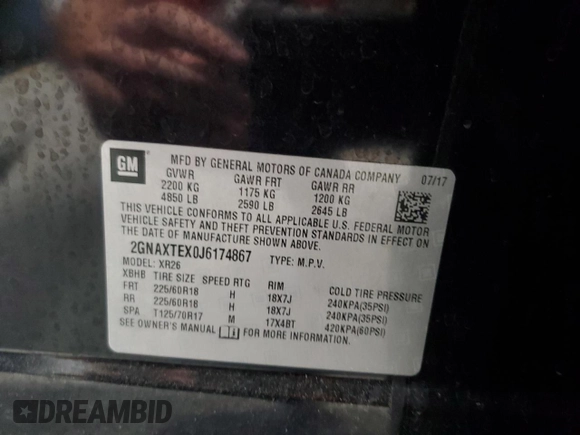 GM
MFD BY GENERAL MOTORS OF CANADA COMPANY 07/17
GVWR GAWR FRT GAWR RR
2200 KG 1175 KG 1200 KG
4850 LB 2590 LB 2645 LB
THIS VEHICLE CONFORMS TO ALL APPLICABLE U.S. FEDERAL MOTOR
VEHICLE SAFETY AND THEFT PREVENTION STANDARDS IN EFFECT ON
THE DATE OF MANUFACTURE SHOWN ABOVE.
2GNAXTEX0J6174867 TYPE: M.P.V.
MODEL: XR26
XBHB TIRE SIZE SPEED RTG RIM COLD TIRE PRESSURE
FRT 225/60R18 H 18X7J 240KPA(35PSI)
RR 225/60R18 H 18X7J 240KPA(35PSI)
SPA T125/70R17 M 17X4BT 420KPA(60PSI)
SEE OWNER'S MANUAL FOR MORE INFORMATION.
DREAMBID